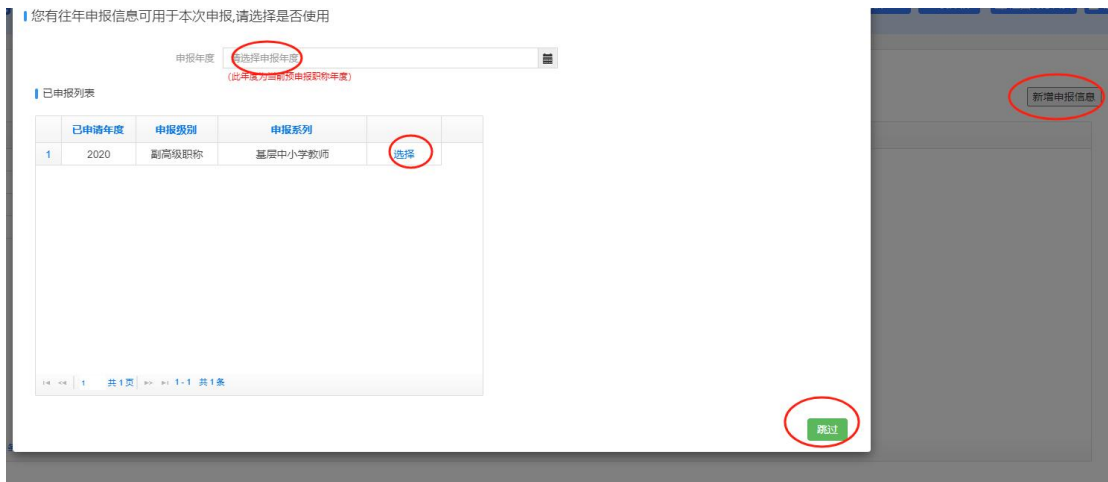 您有往年申报信息可用于本次申报,请选择是否使用
申报年度 请选择申报年度
(此年度为当前预申报职称年度)
已申报列表
新增申报信息
已申请年度 申报级别 申报系列
1 2020 副高级职称 基层中小学教师 选择
1 共1页 1-1 共1条
跳过